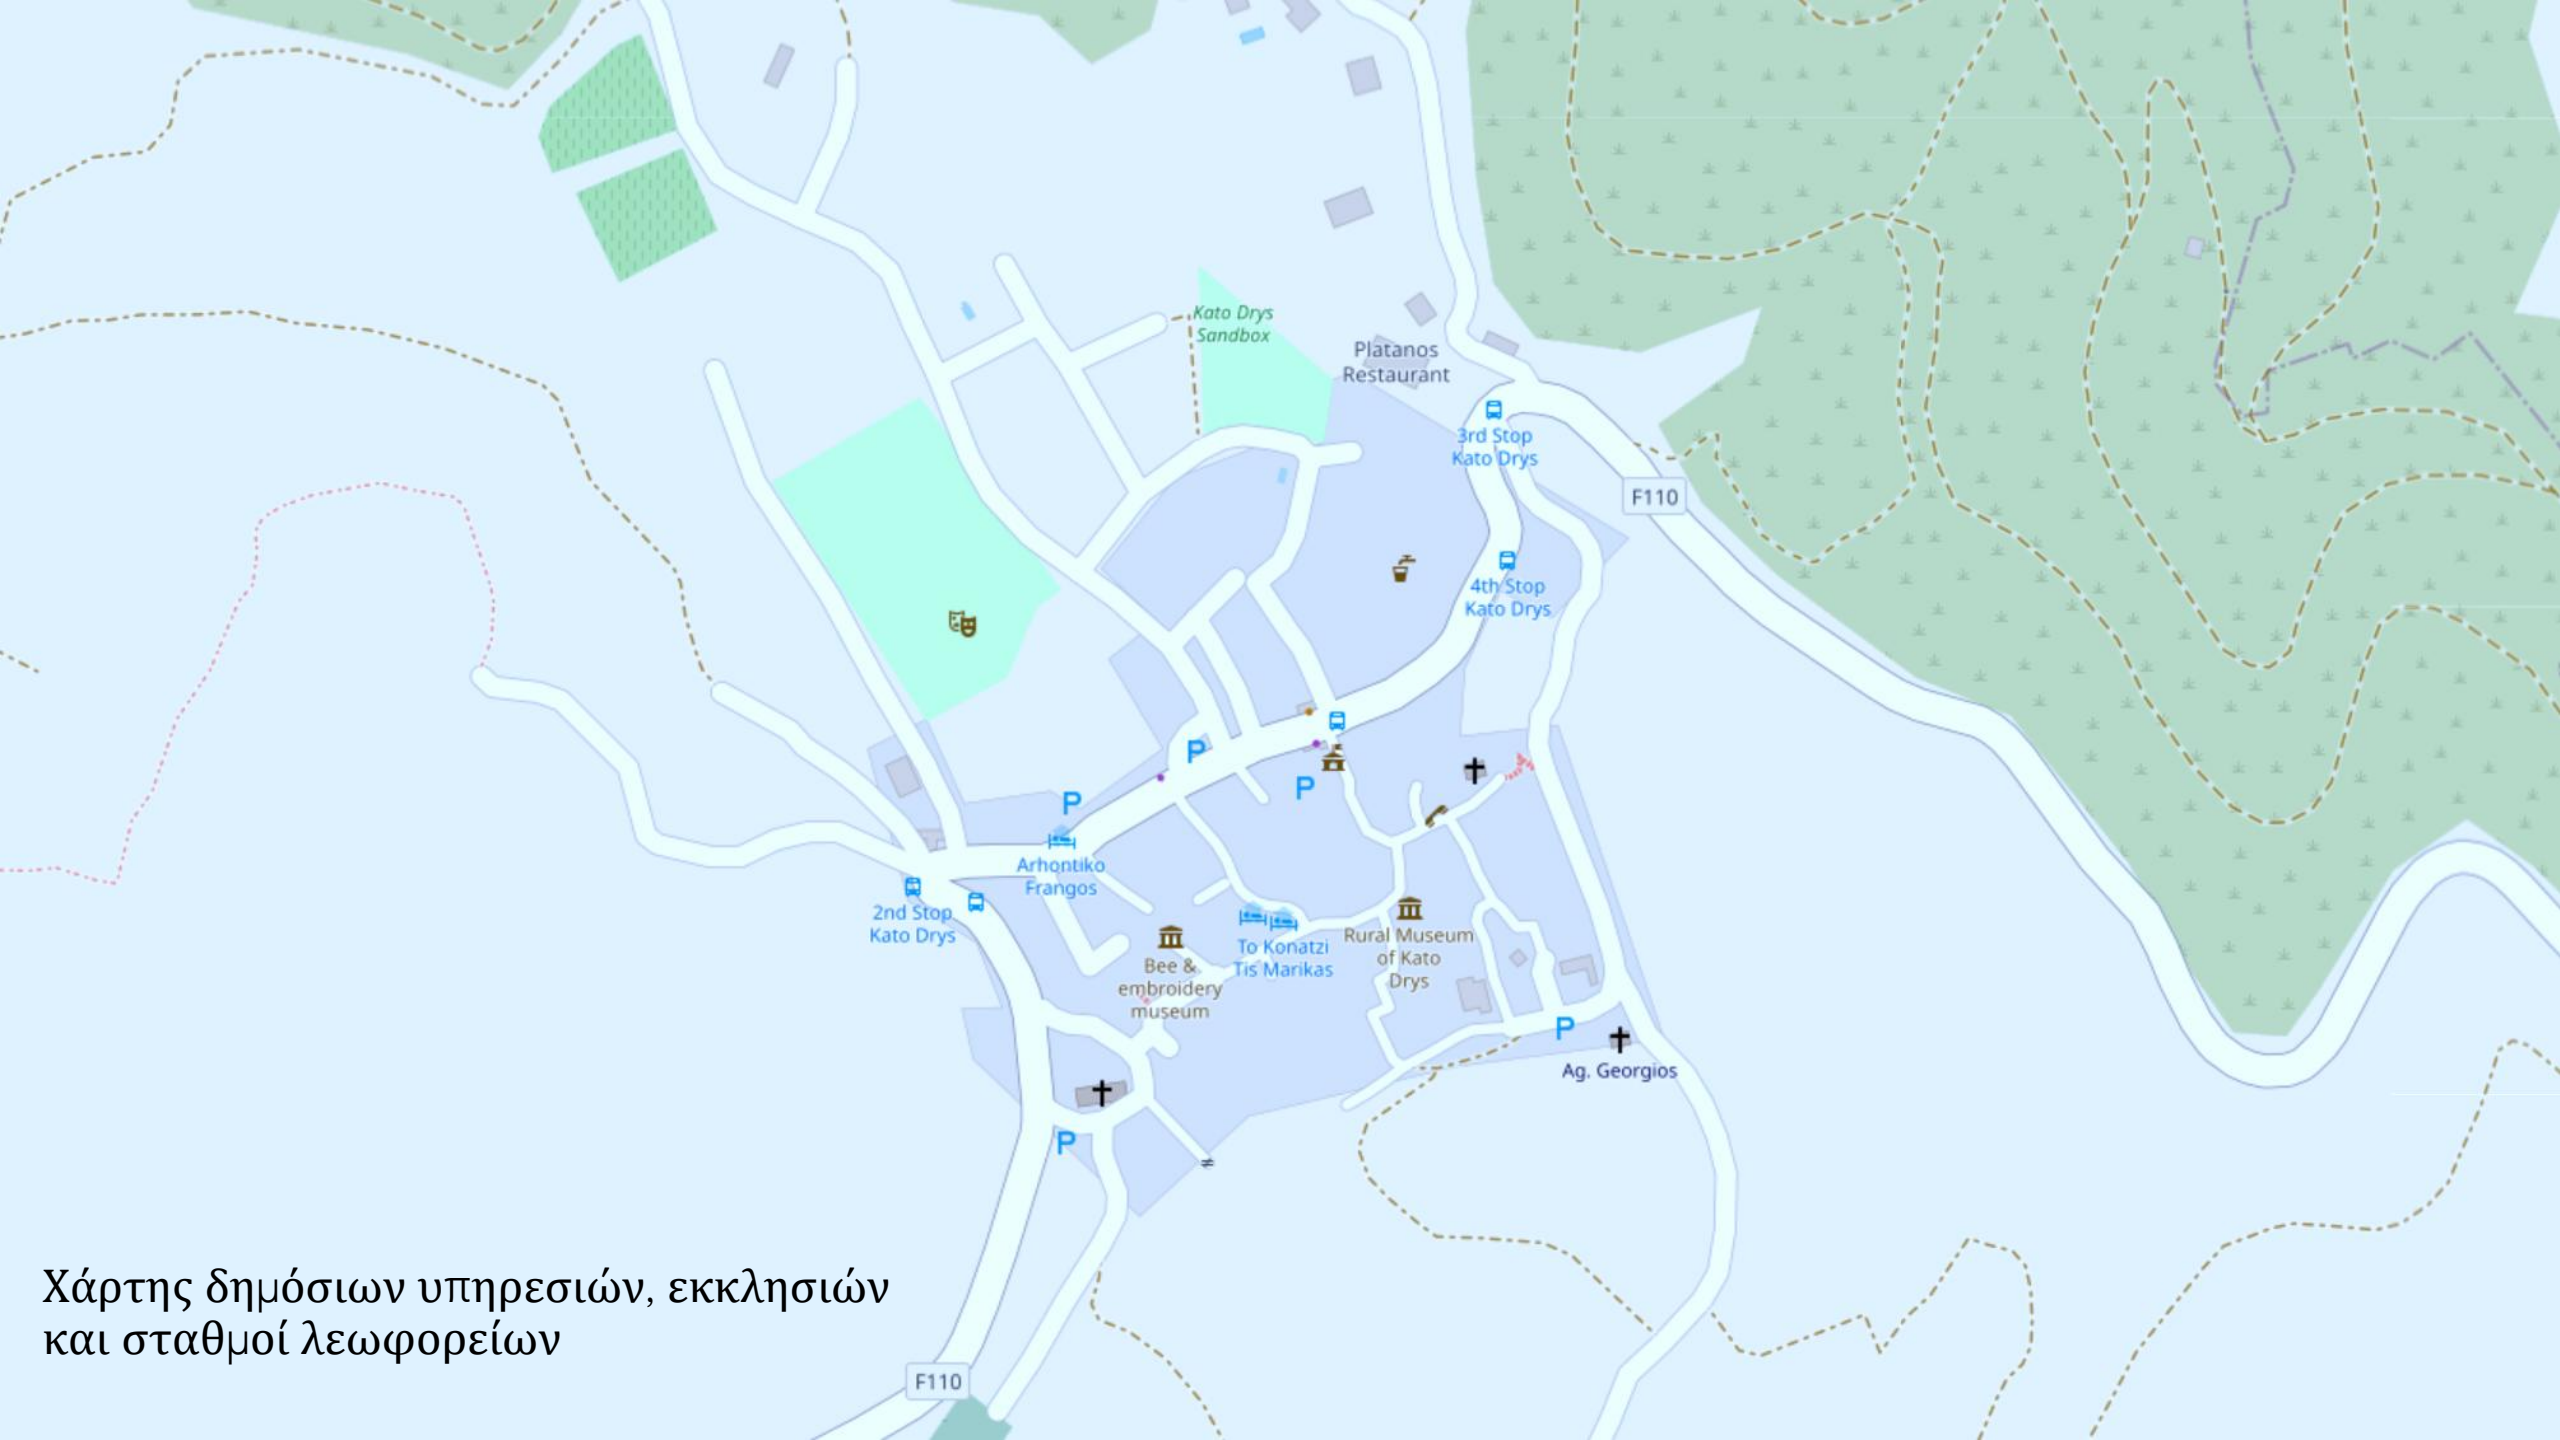 Kato Drys
Sandbox
Platanos
Restaurant
3rd Stop
Kato Drys
F110
4th Stop
Kato Drys
P
P
P
Arhontiko
Frangos
2nd Stop
Kato Drys
To Konatzi
Tis Marikas
Rural Museum
of Kato
Drys
Bee &
embroidery
museum
P
Ag. Georgios
P
Χάρτης δημόσιων υπηρεσιών, εκκλησιών
και σταθμοί λεωφορείων
F110